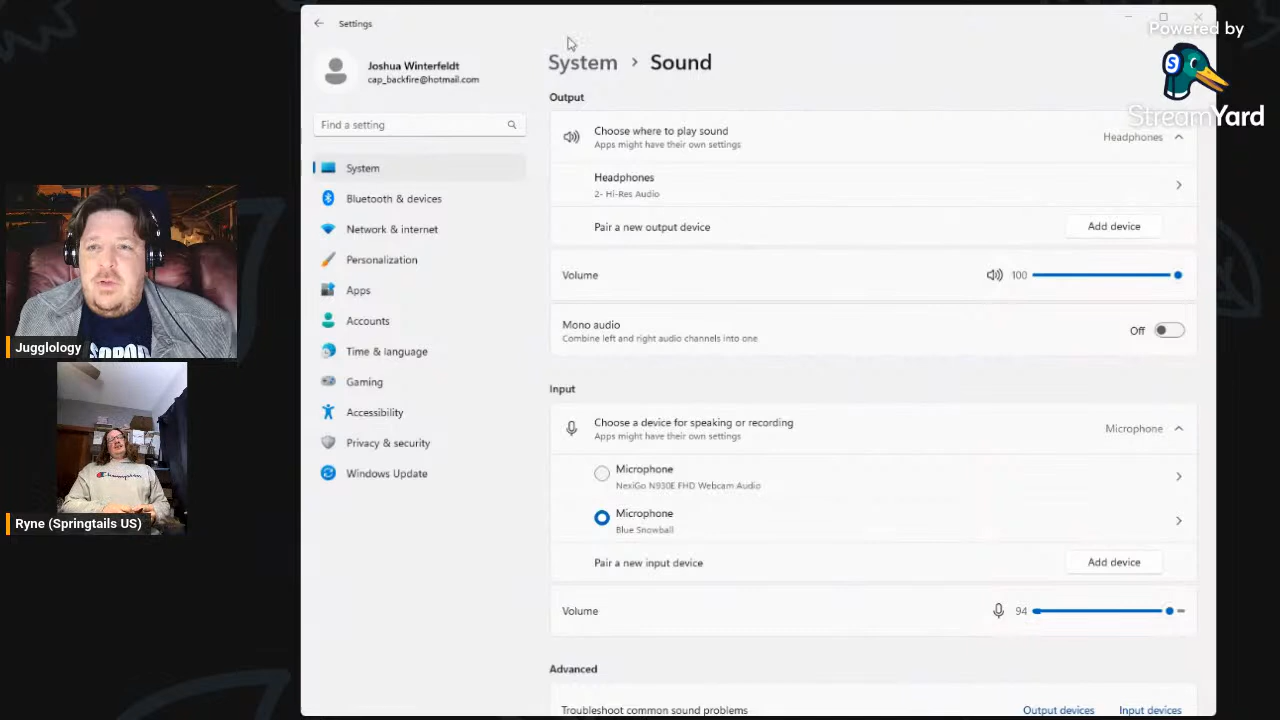 Settings
Powered by
StreamYard
Joshua Winterfeldt
cap_backfire@hotmail.com
Find a setting
System
Bluetooth & devices
Network & internet
Personalization
Apps
Accounts
Time & language
Gaming
Accessibility
Privacy & security
Windows Update
System > Sound
Output
Choose where to play sound
Apps might have their own settings
Headphones
Headphones
2- Hi-Res Audio
Pair a new output device
Add device
Volume
100
Mono audio
Combine left and right audio channels into one
Off
Input
Choose a device for speaking or recording
Apps might have their own settings
Microphone
Microphone
NexiGo N930E FHD Webcam Audio
Microphone
Blue Snowball
Pair a new input device
Add device
Volume
94
Advanced
Troubleshoot common sound problems
Output devices
Input devices
Jugglology
Champion
Ryne (Springtails US)